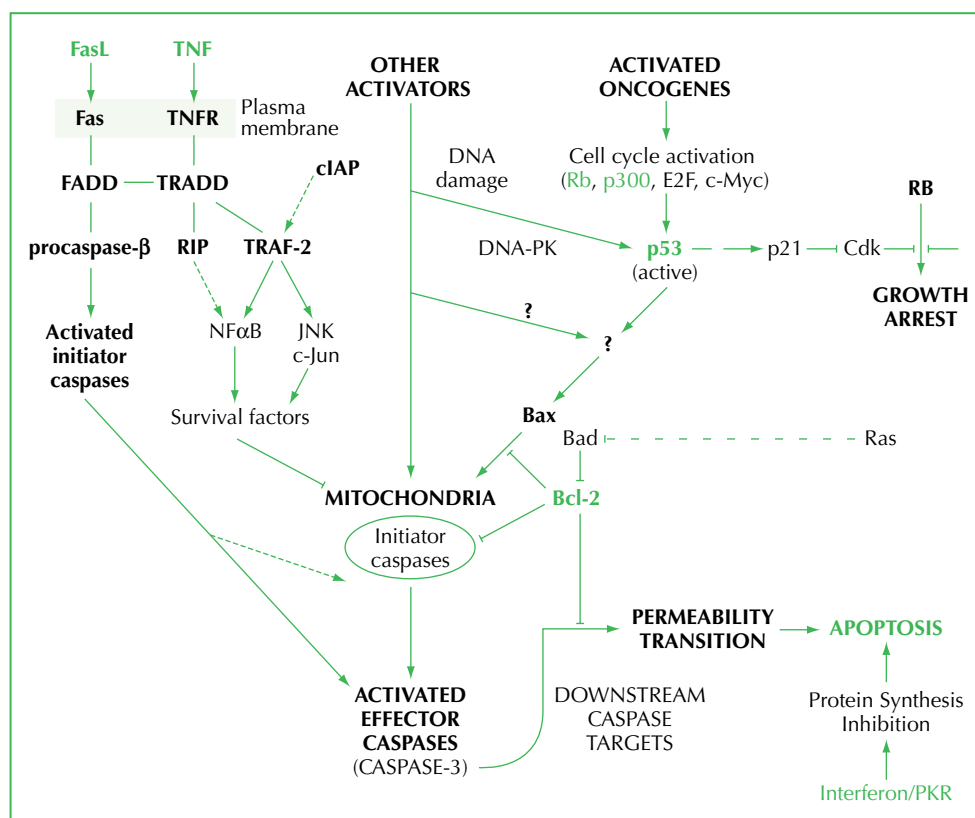 FasL
TNF
Fas
TNFR
Plasma
membrane
FADD
TRADD
cIAP
procaspase-β
RIP
TRAF-2
Activated
initiator
caspases
NFαB
JNK
c-Jun
Survival factors
OTHER
ACTIVATORS
DNA
damage
DNA-PK
ACTIVATED
ONCOGENES
Cell cycle activation
(Rb, p300, E2F, c-Myc)
p53
(active)
p21
Cdk
RB
GROWTH
ARREST
?
?
Bax
Bad
Ras
MITOCHONDRIA
Bcl-2
Initiator
caspases
PERMEABILITY
TRANSITION
APOPTOSIS
ACTIVATED
EFFECTOR
CASPASES
(CASPASE-3)
DOWNSTREAM
CASPASE
TARGETS
Protein Synthesis
Inhibition
Interferon/PKR